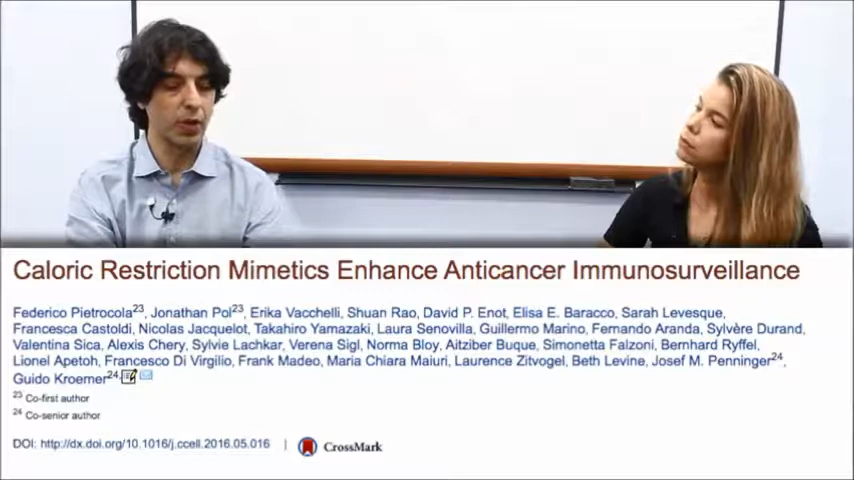 Caloric Restriction Mimetics Enhance Anticancer Immunosurveillance
Federico Pietrocola23, Jonathan Pol23, Erika Vacchelli, Shuan Rao, David P. Enot, Elisa E. Baracco, Sarah Levesque,
Francesca Castoldi, Nicolas Jacquelot, Takahiro Yamazaki, Laura Senovilla, Guillermo Marino, Fernando Aranda, Sylvère Durand,
Valentina Sica, Alexis Chery, Sylvie Lachkar, Verena Sigl, Norma Bloy, Aitziber Buque, Simonetta Falzoni, Bernhard Ryffel,
Lionel Apetoh, Francesco Di Virgilio, Frank Madeo, Maria Chiara Maiuri, Laurence Zitvogel, Beth Levine, Josef M. Penninger24,
Guido Kroemer24,
23 Co-first author
24 Co-senior author
DOI: http://dx.doi.org/10.1016/j.ccell.2016.05.016 | CrossMark